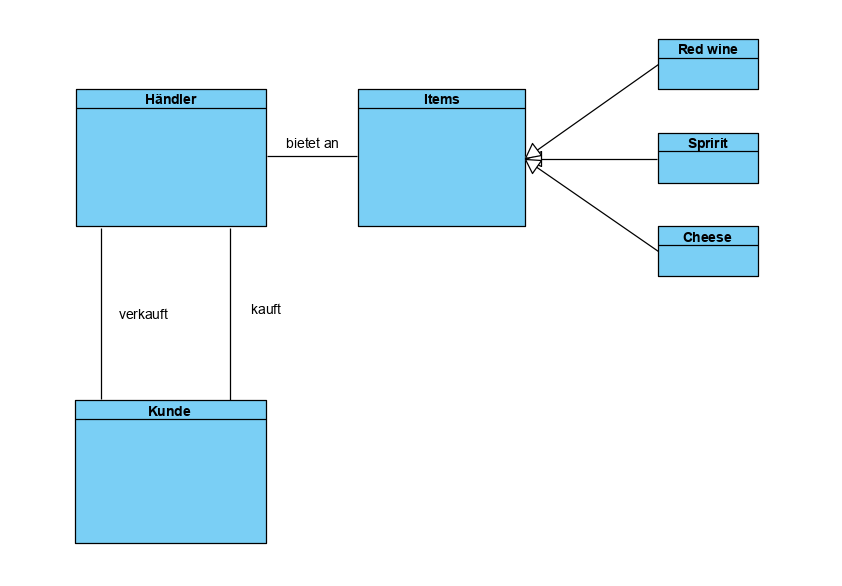 Red wine
Händler
Items
bietet an
Spririt
Cheese
verkauft
kauft
Kunde